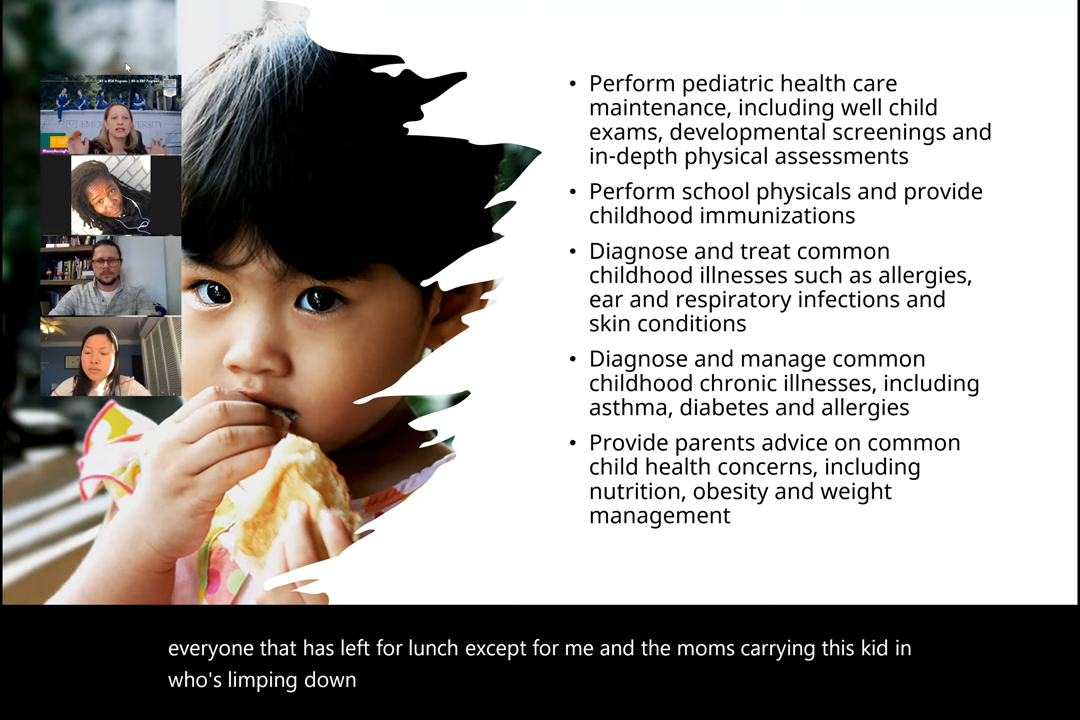 EMORY UNIVERSITY
• Perform pediatric health care
maintenance, including well child
exams, developmental screenings and
in-depth physical assessments
• Perform school physicals and provide
childhood immunizations
• Diagnose and treat common
childhood illnesses such as allergies,
ear and respiratory infections and
skin conditions
• Diagnose and manage common
childhood chronic illnesses, including
asthma, diabetes and allergies
• Provide parents advice on common
child health concerns, including
nutrition, obesity and weight
management
everyone that has left for lunch except for me and the moms carrying this kid in
who's limping down